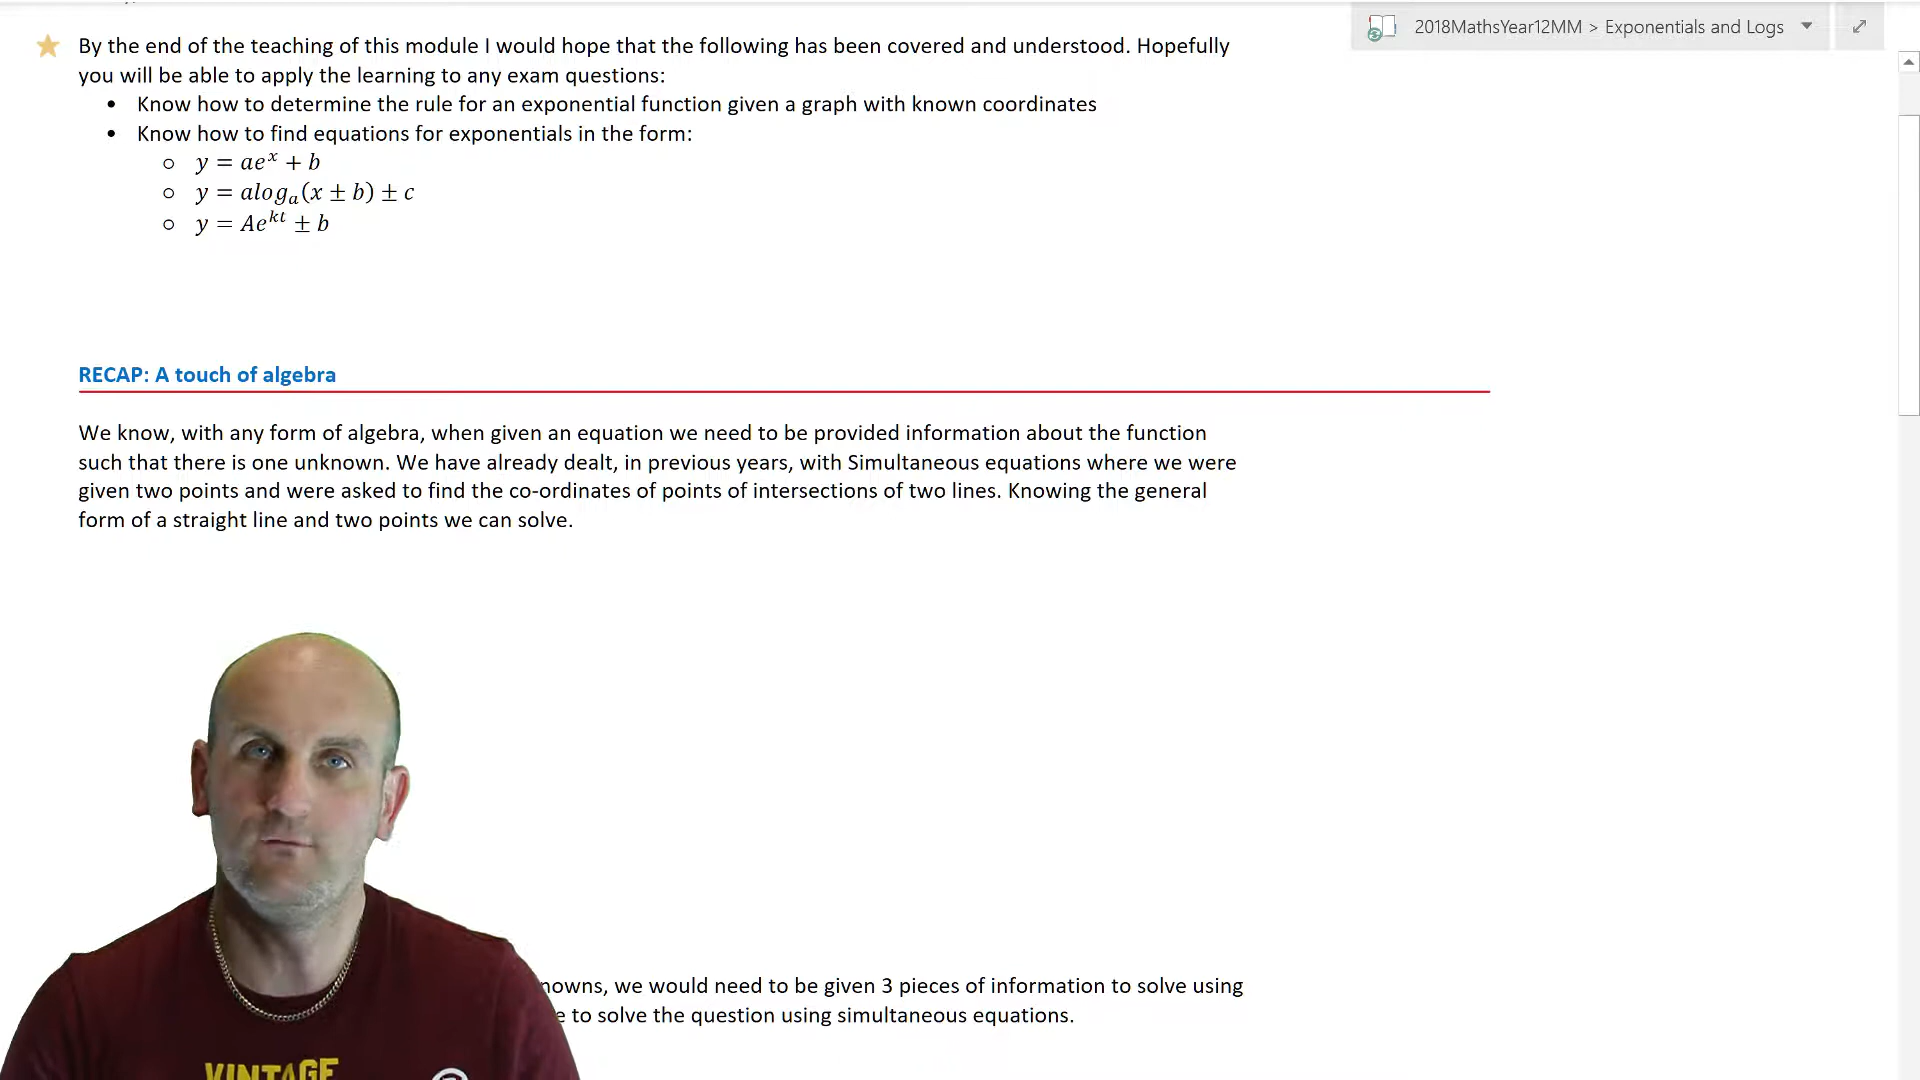 2018MathsYear12MM > Exponentials and Logs
By the end of the teaching of this module I would hope that the following has been covered and understood. Hopefully
you will be able to apply the learning to any exam questions:
• Know how to determine the rule for an exponential function given a graph with known coordinates
• Know how to find equations for exponentials in the form:
○ y = ae^x + b
○ y = alog_a(x ± b) ± c
○ y = Ae^{kt} ± b
RECAP: A touch of algebra
We know, with any form of algebra, when given an equation we need to be provided information about the function
such that there is one unknown. We have already dealt, in previous years, with Simultaneous equations where we were
given two points and were asked to find the co-ordinates of points of intersections of two lines. Knowing the general
form of a straight line and two points we can solve.
nowns, we would need to be given 3 pieces of information to solve using
e to solve the question using simultaneous equations.
VINTAGE